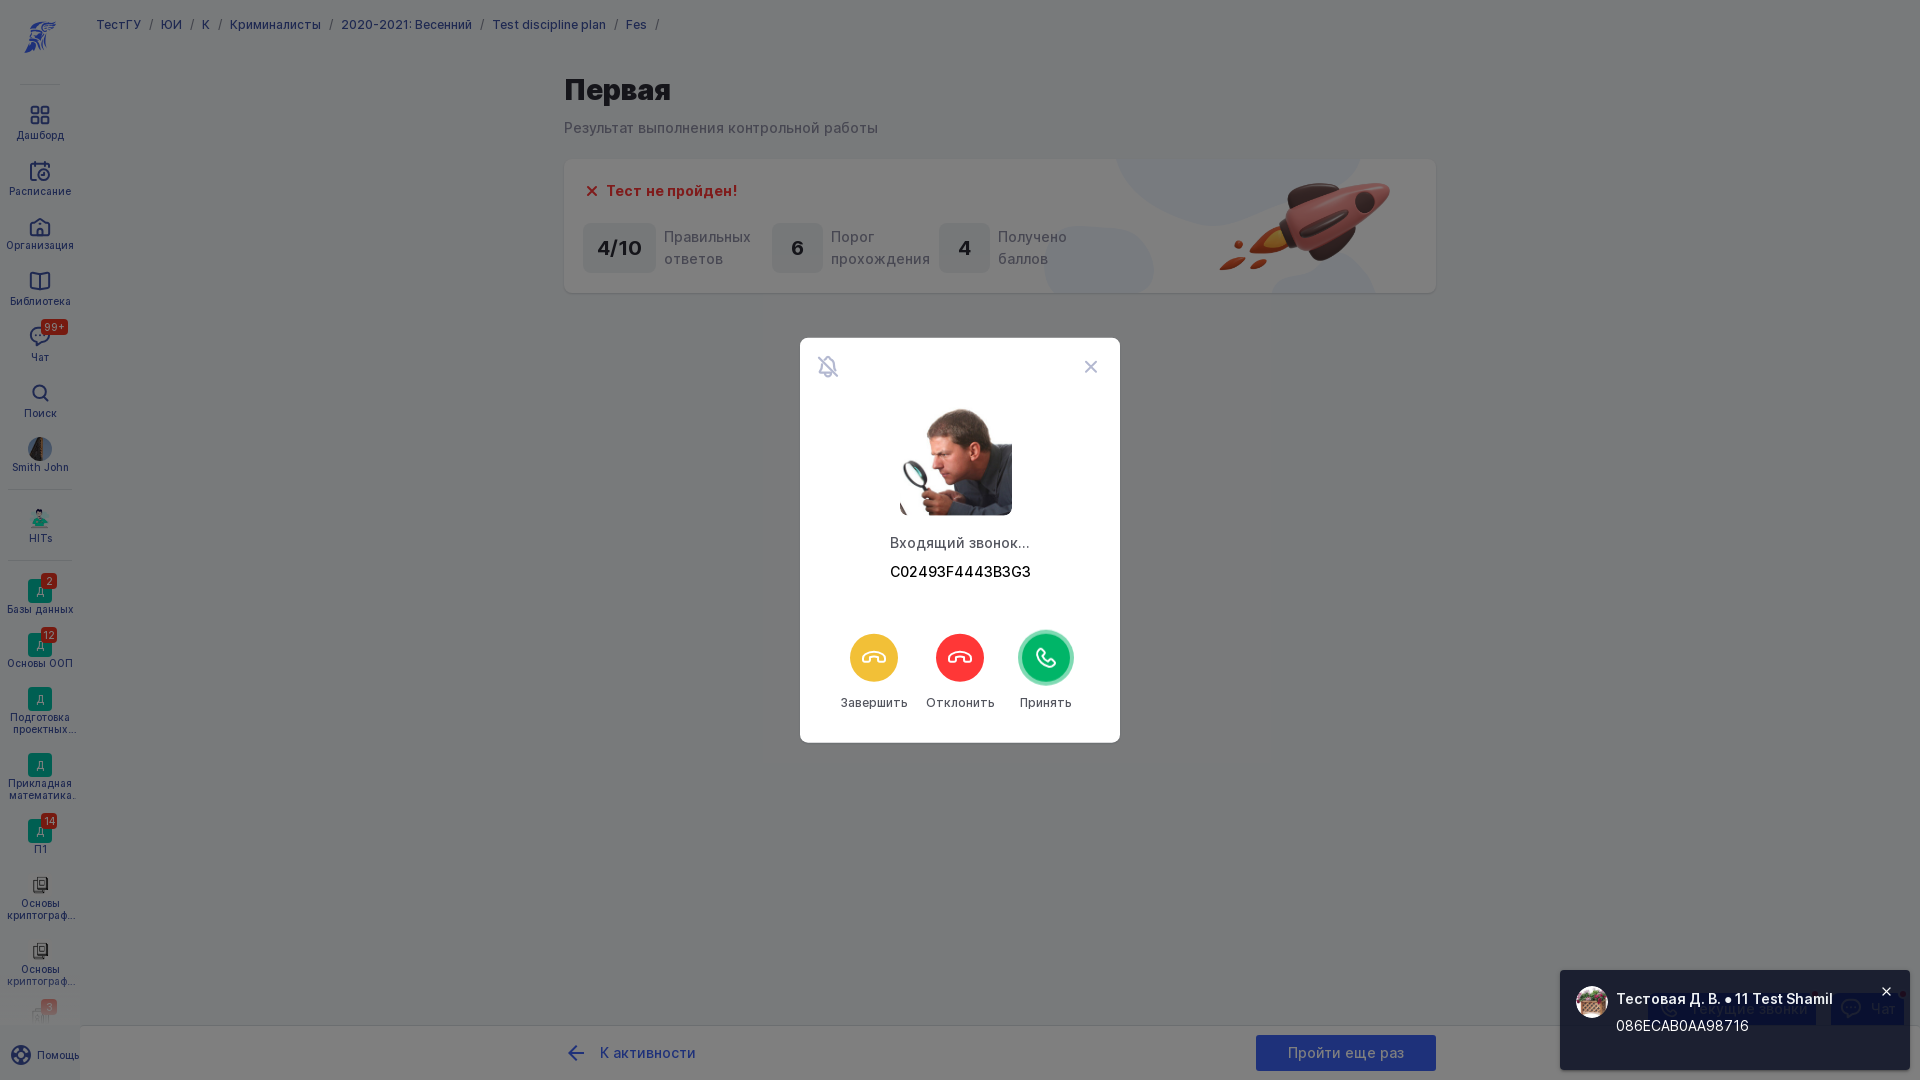 ТестГУ / ЮИ / К / Криминалисты / 2020-2021: Весенний / Test discipline plan / Fes /
Дашборд
Расписание
Организация
Библиотека
99+
Чат
Поиск
Smith John
HITs
2
Д
Базы данных
12
Д
Основы ООП
Д
Подготовка
проектных...
Д
Прикладная
математика.
14
Д
П1
Основы
криптограф...
Основы
криптограф...
3
Помощь
Первая
Результат выполнения контрольной работы
Тест не пройден!
4/10
Правильных
ответов
6
Порог
прохождения
4
Получено
баллов
Входящий звонок...
C02493F4443B3G3
Завершить
Отклонить
Принять
К активности
Пройти еще раз
Тестовая Д. В. ● 11 Test Shamil
086ECAB0AA98716
Текущие звонки
Чат